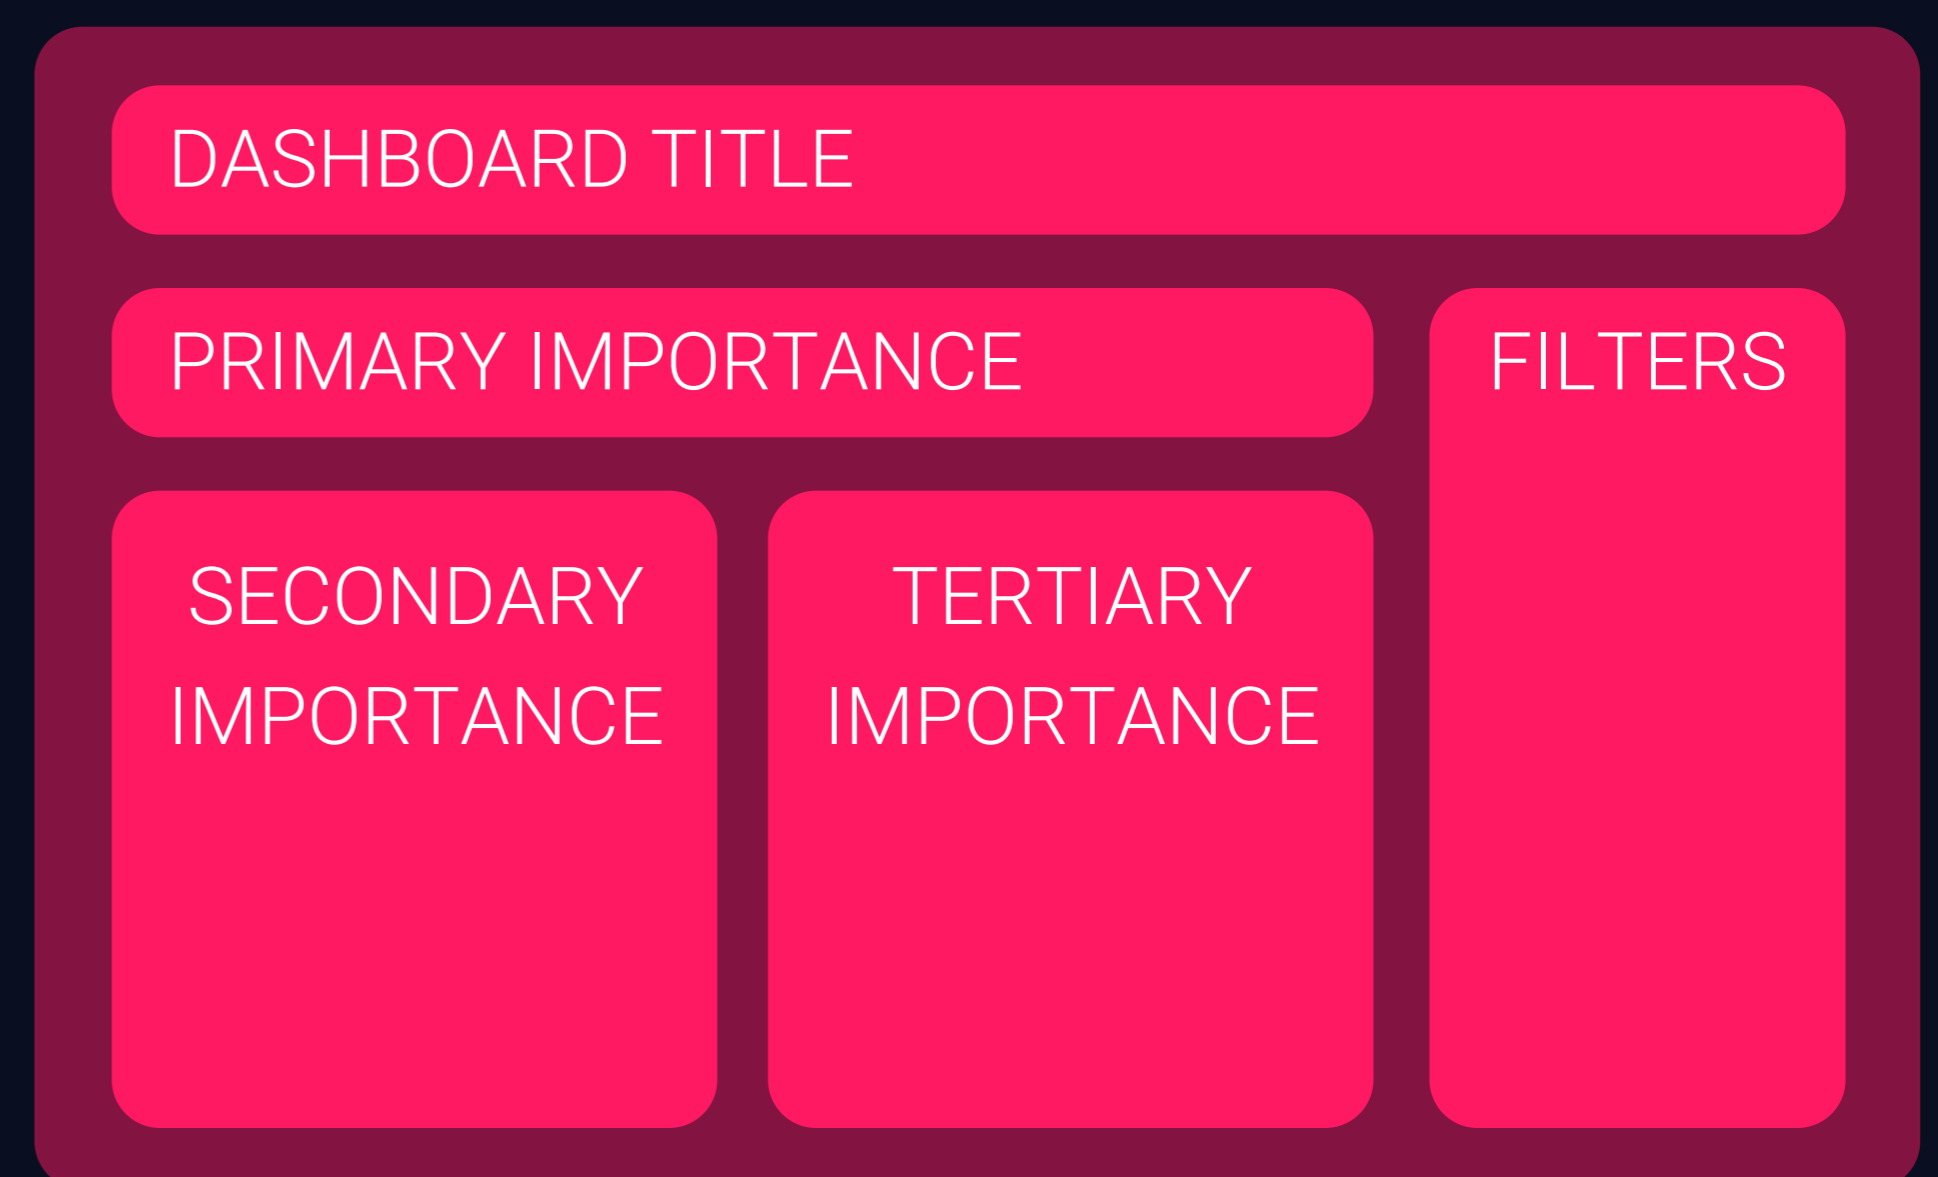 DASHBOARD TITLE
PRIMARY IMPORTANCE
FILTERS
SECONDARY
IMPORTANCE
TERTIARY
IMPORTANCE